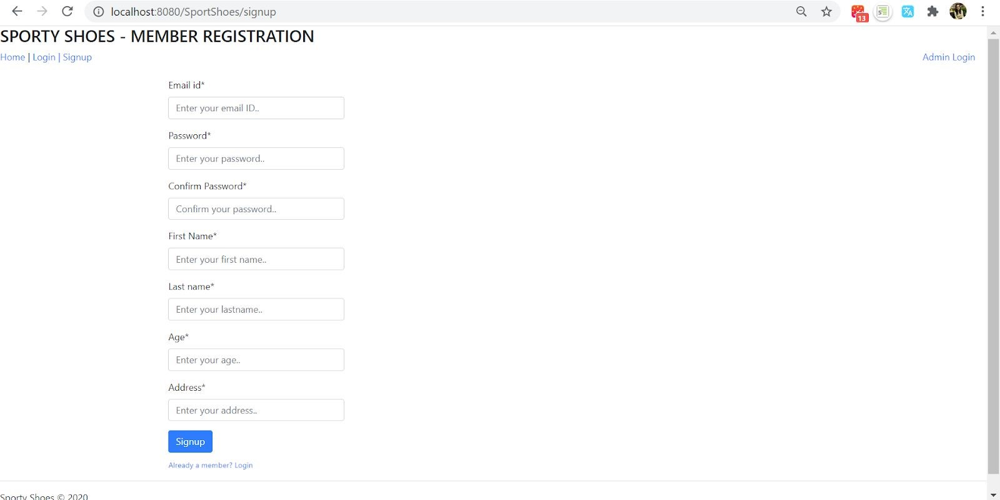 localhost:8080/SportShoes/signup
13
SPORTY SHOES - MEMBER REGISTRATION
Home | Login | Signup
Admin Login
Email id*
Enter your email ID..
Password*
Enter your password..
Confirm Password*
Confirm your password..
First Name*
Enter your first name..
Last name*
Enter your lastname..
Age*
Enter your age..
Address*
Enter your address..
Signup
Already a member? Login
Sporty Shoes © 2020